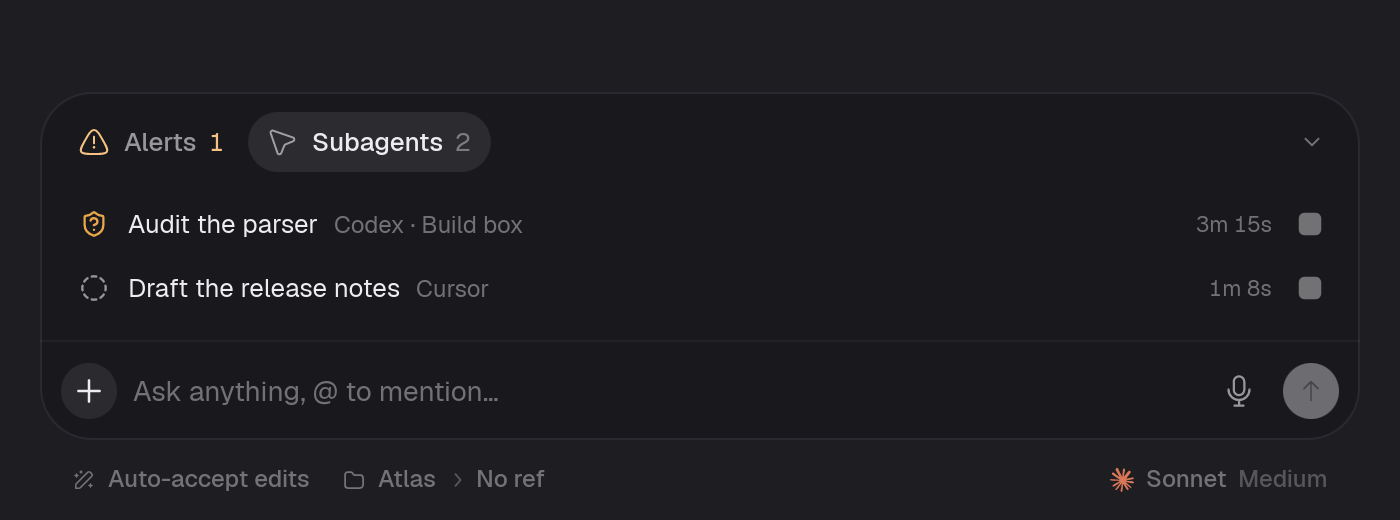 Alerts 1 Subagents 2
Audit the parser Codex · Build box 3m 15s
Draft the release notes Cursor 1m 8s
Ask anything, @ to mention…
Auto-accept edits Atlas > No ref Sonnet Medium